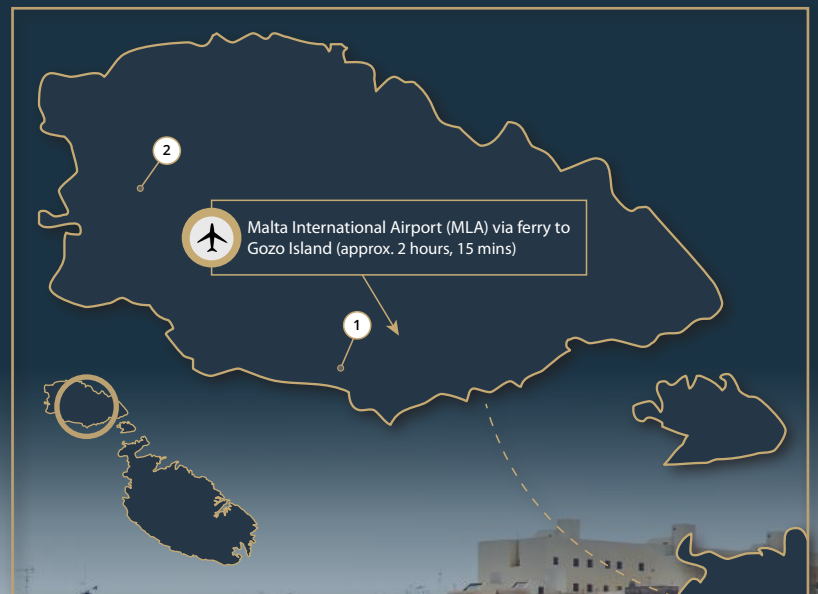 2
Malta International Airport (MLA) via ferry to
Gozo Island (approx. 2 hours, 15 mins)
1